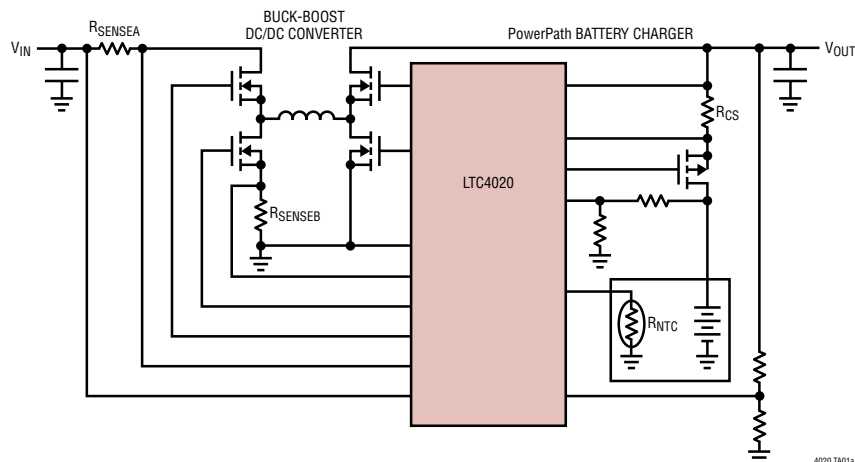 BUCK-BOOST
DC/DC CONVERTER
PowerPath BATTERY CHARGER
RSENSEA
VIN
VOUT
RCS
LTC4020
RSENSEB
RNTC
4020 TA01a